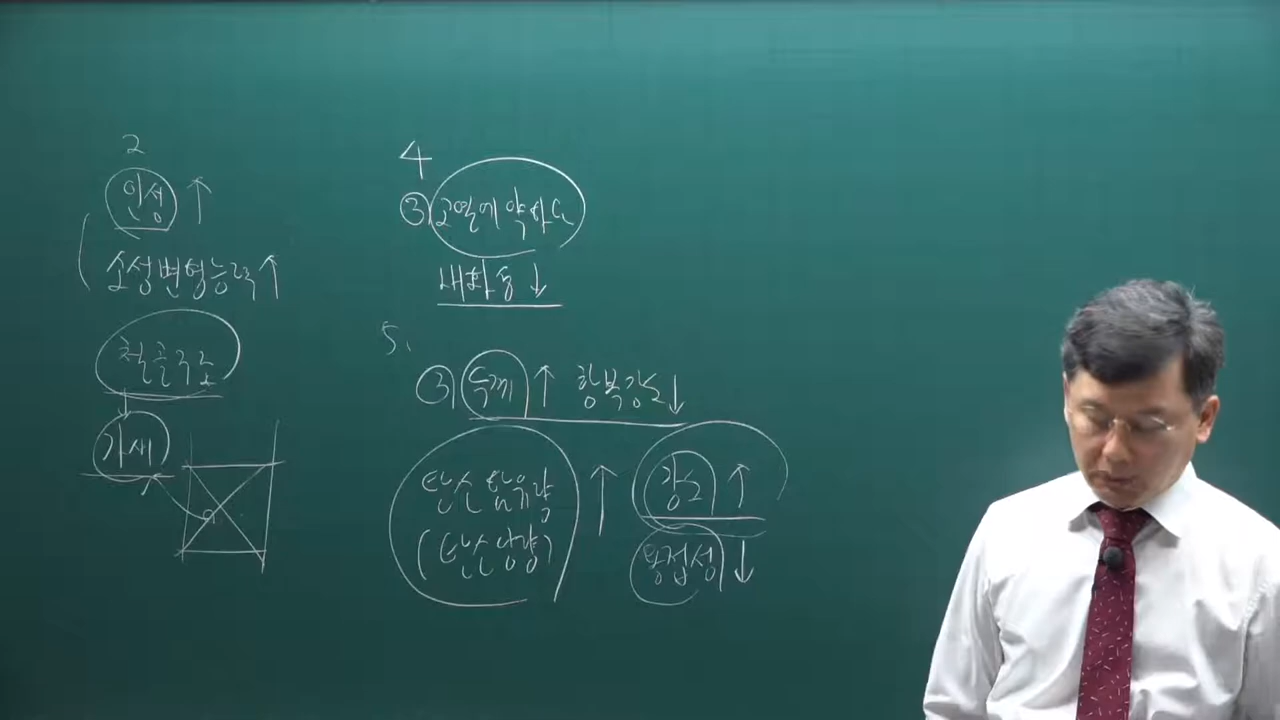 2
인성 ↑
소성변형능력 ↑
철골구조
가새
4
③ 고열에 약하다
내화성 ↓
5.
③ 두께 ↑ 항복강도 ↓
탄소함유량 ↑
(탄소당량)
강도 ↑
용접성 ↓